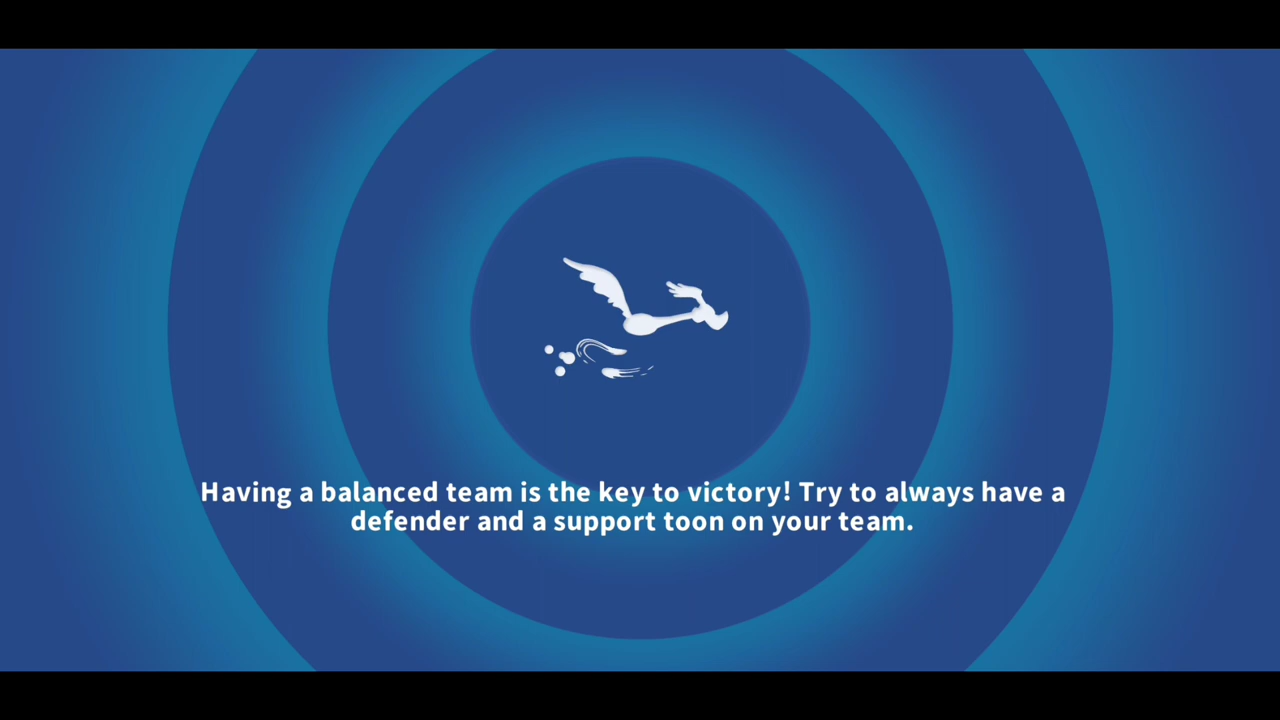 Having a balanced team is the key to victory! Try to always have a
defender and a support toon on your team.